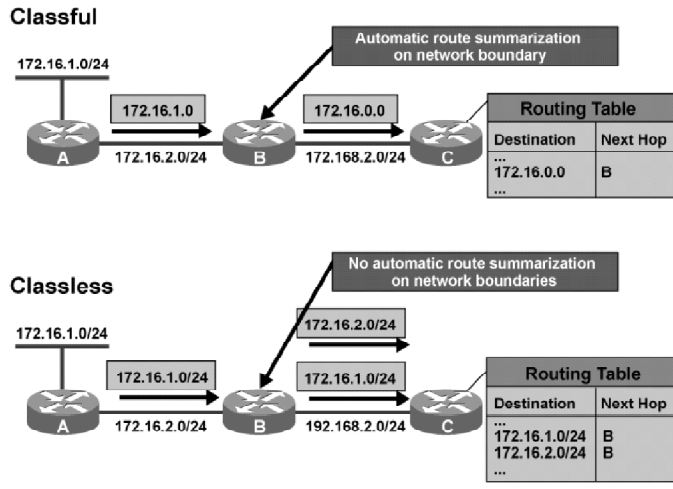 Classful
Automatic route summarization
on network boundary
172.16.1.0/24
172.16.1.0
172.16.0.0
Routing Table
Destination Next Hop
...
172.16.0.0 B
...
A
B
C
172.16.2.0/24
172.168.2.0/24
Classless
No automatic route summarization
on network boundaries
172.16.1.0/24
172.16.2.0/24
172.16.1.0/24
172.16.1.0/24
Routing Table
Destination Next Hop
...
172.16.1.0/24 B
172.16.2.0/24 B
...
A
B
C
172.16.2.0/24
192.168.2.0/24